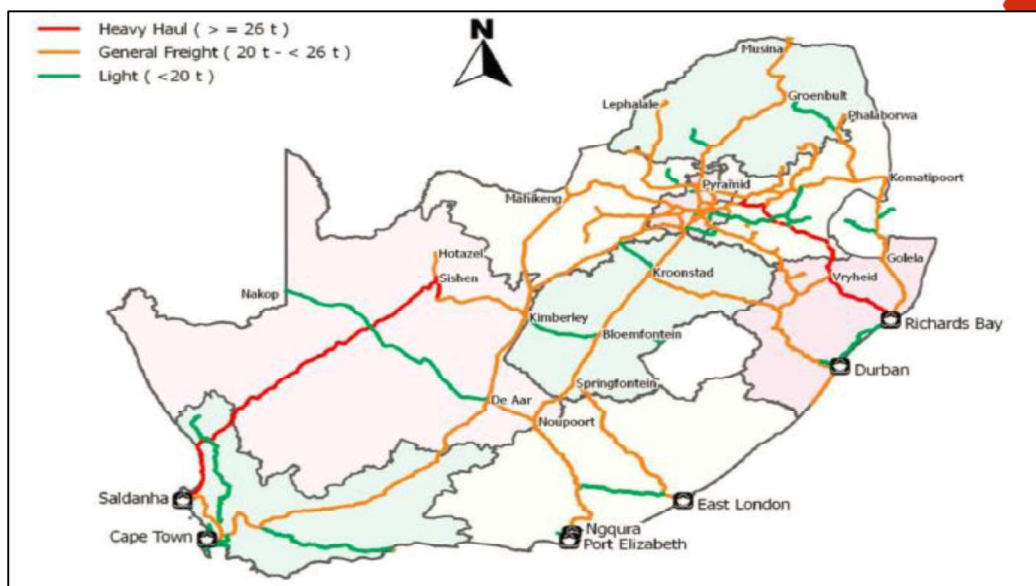 Heavy Haul ( > = 26 t )
General Freight ( 20 t - < 26 t )
Light ( <20 t )
N
Musina
Groenbult
Lephalale
Phalaborwa
Pyramid
Komatipoort
Mahikeng
Hotazel
Sishen
Golela
Nakop
Kroonstad
Vryheid
Kimberley
Richards Bay
Bloemfontein
Durban
Springfontein
De Aar
Noupoort
Saldanha
East London
Cape Town
Ngqura
Port Elizabeth